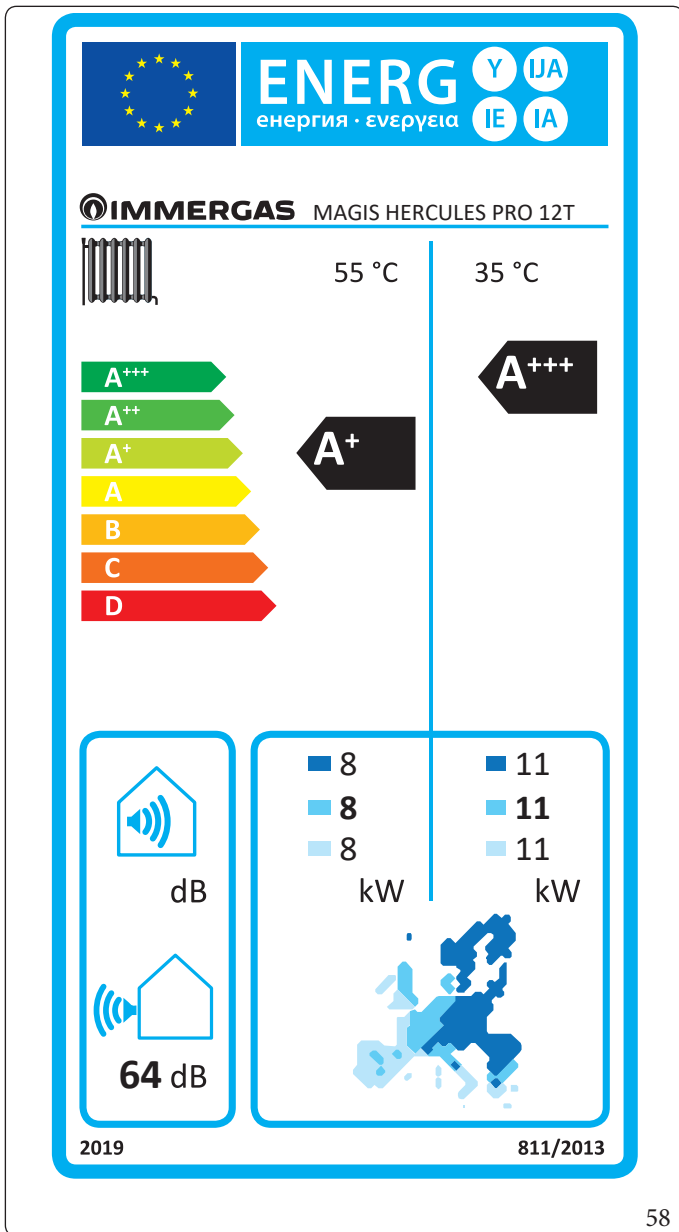 ENERG Y IJA
енергия · ενεργεια IE IA
IMMERGAS MAGIS HERCULES PRO 12T
55 °C 35 °C
A+++
A++
A+
A
B
C
D
A+
A+++
dB
64 dB
8 11
8 11
8 11
kW kW
2019 811/2013
58